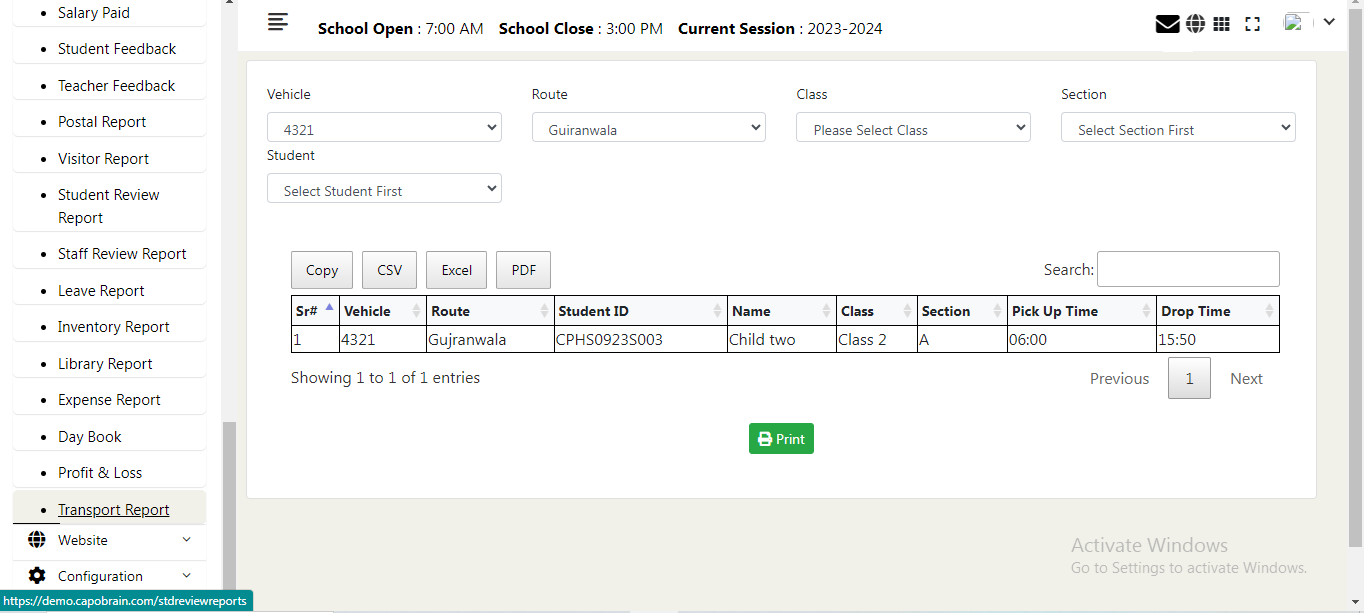 Salary Paid
Student Feedback
Teacher Feedback
Postal Report
Visitor Report
Student Review
Report
Staff Review Report
Leave Report
Inventory Report
Library Report
Expense Report
Day Book
Profit & Loss
Transport Report
Website
Configuration
https://demo.capobrain.com/stdreviewreports
School Open : 7:00 AM School Close : 3:00 PM Current Session : 2023-2024
Vehicle Route Class Section
4321 Gujranwala Please Select Class Select Section First
Student
Select Student First
Copy CSV Excel PDF Search:
Sr# Vehicle Route Student ID Name Class Section Pick Up Time Drop Time
1 4321 Gujranwala CPHS0923S003 Child two Class 2 A 06:00 15:50
Showing 1 to 1 of 1 entries Previous 1 Next
Print
Activate Windows
Go to Settings to activate Windows.